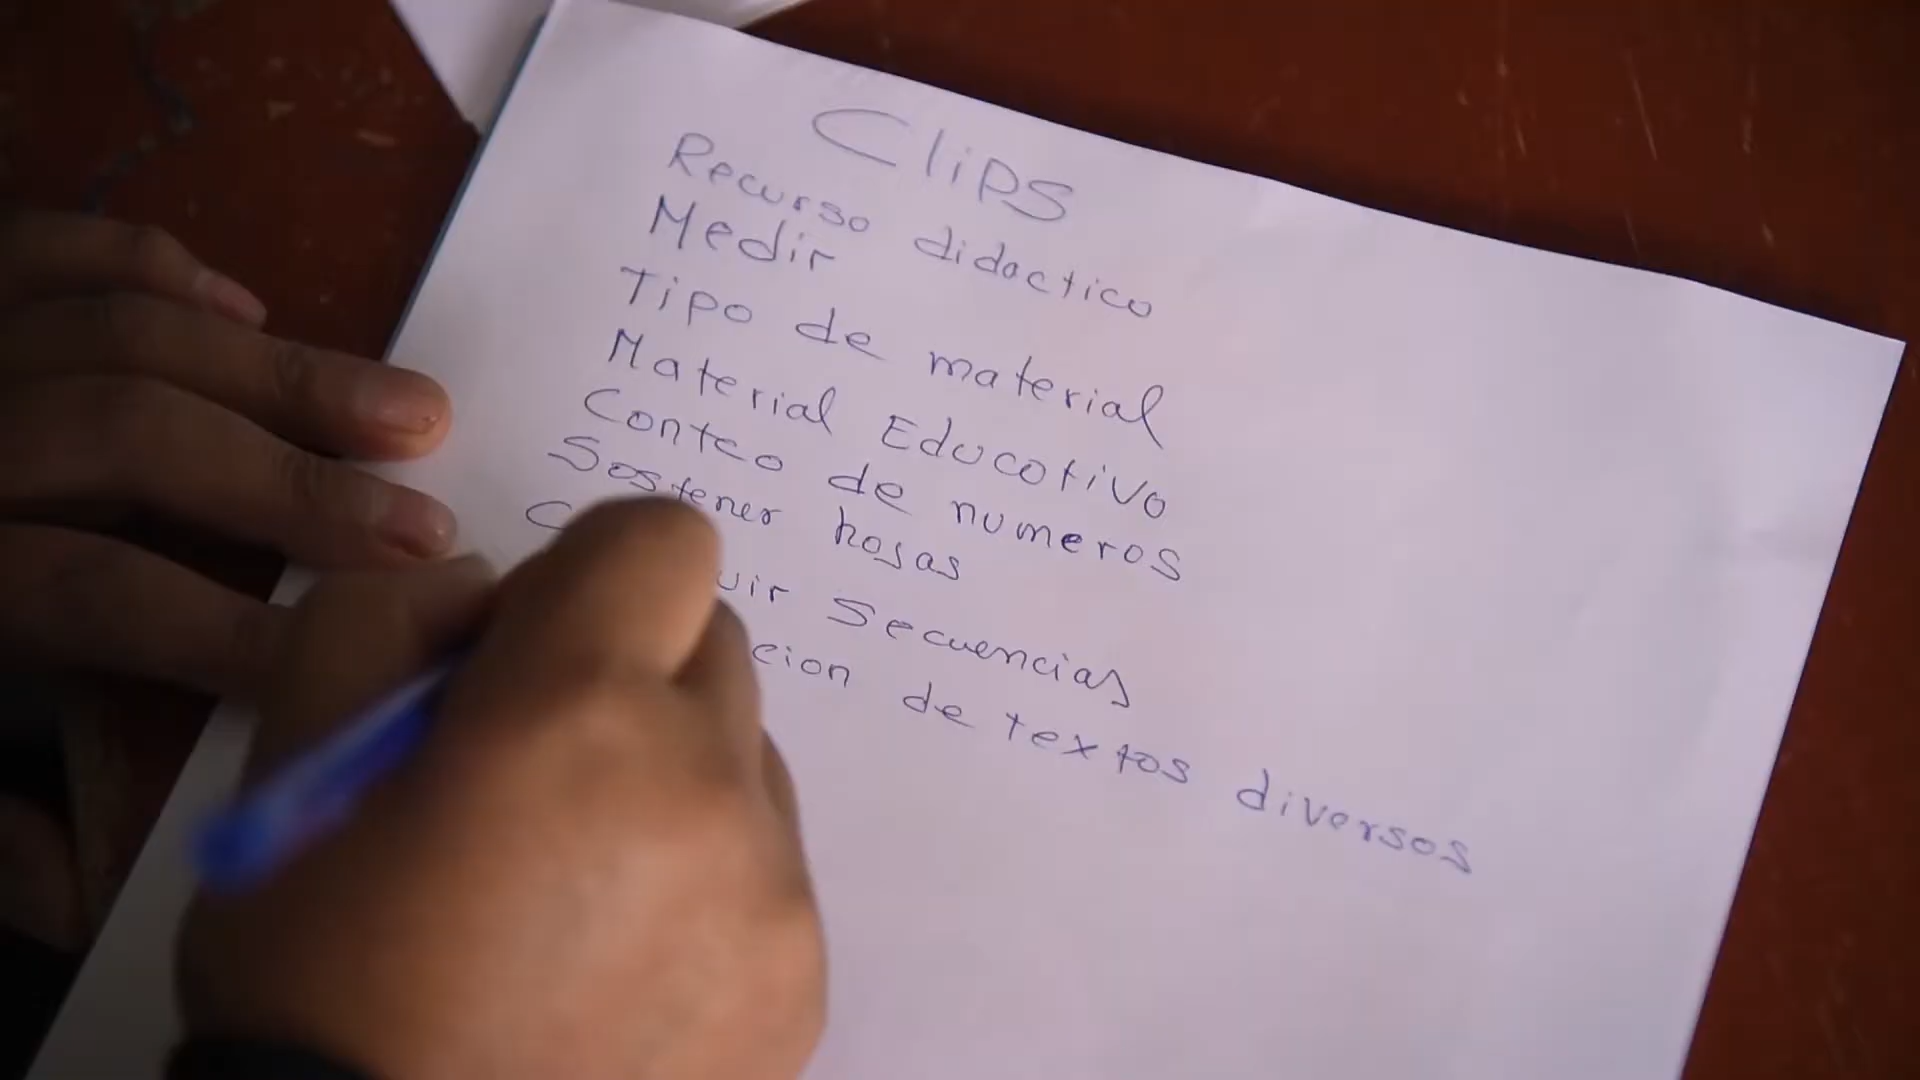 Clips
Recurso didactico
Medir
Tipo de material
Material Educativo
Conteo de numeros
Sostener hojas
Secuencias
de textos diversos